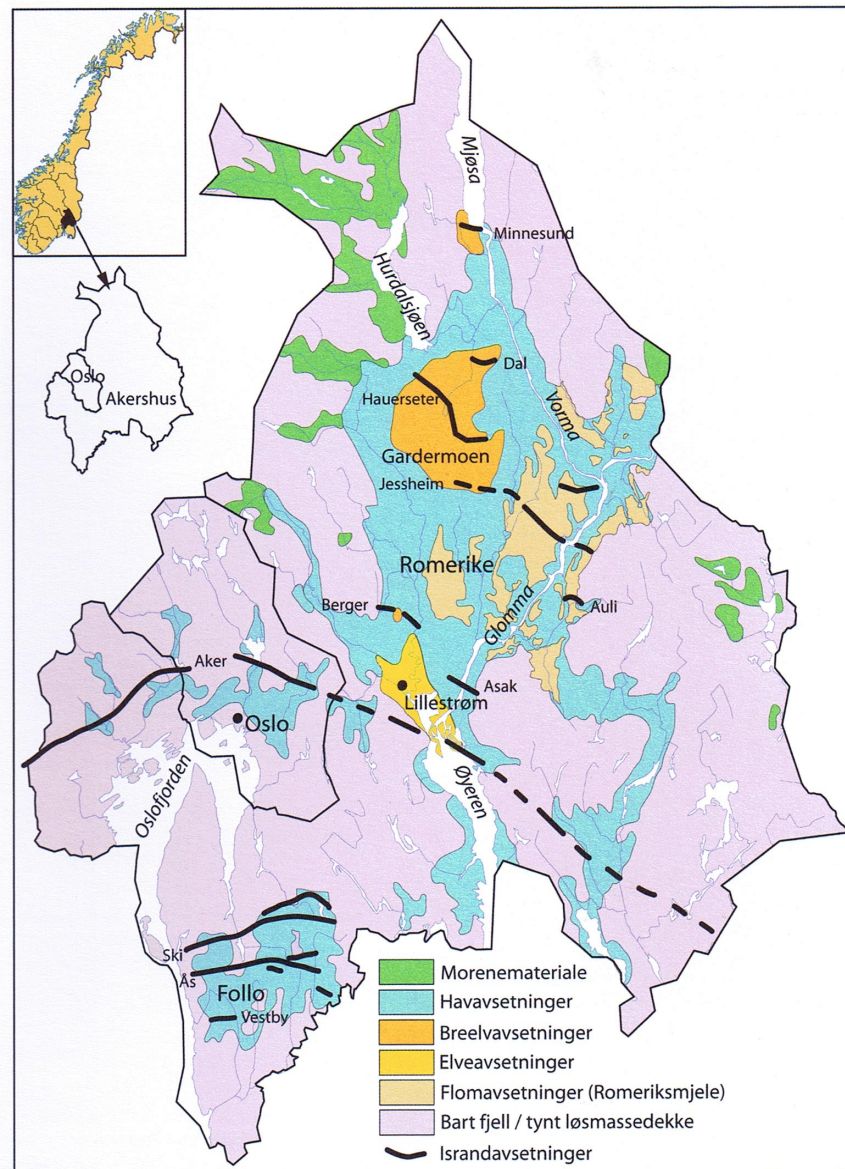 Mjøsa
Minnesund
Hurdalsjøen
Dal
Oslo
Akershus
Hauerseter
Vorma
Gardermoen
Jessheim
Romerike
Berger
Glomma
Auli
Aker
Asak
Lillestrøm
Oslo
Oslofjorden
Øyeren
Ski
Ås
Follo
Vestby
Morenemateriale
Havavsetninger
Breelvavsetninger
Elveavsetninger
Flomavsetninger (Romeriksmjele)
Bart fjell / tynt løsmassedekke
Israndavsetninger